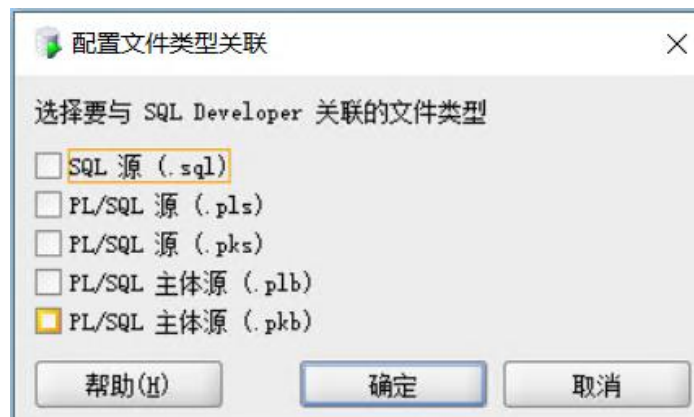 配置文件类型关联
选择要与 SQL Developer 关联的文件类型
SQL 源 (.sql)
PL/SQL 源 (.pls)
PL/SQL 源 (.pks)
PL/SQL 主体源 (.plb)
PL/SQL 主体源 (.pkb)
帮助(H) 确定 取消